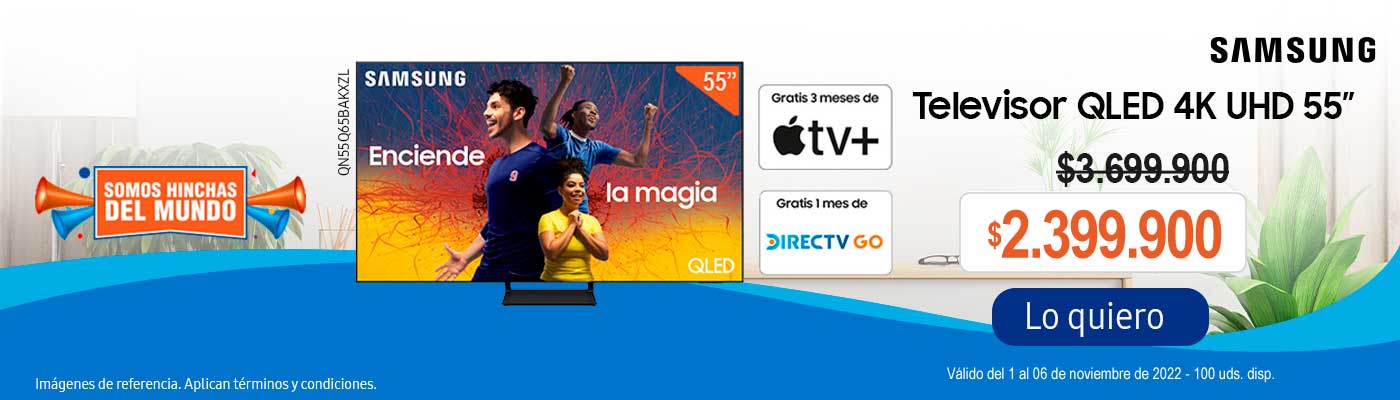 SOMOS HINCHAS
DEL MUNDO
QN55Q65BAKXZL
SAMSUNG
55”
Enciende
la magia
9
QLED
Gratis 3 meses de
tv+
Gratis 1 mes de
DIRECTV GO
SAMSUNG
Televisor QLED 4K UHD 55”
$3.699.900
$2.399.900
Lo quiero
Imágenes de referencia. Aplican términos y condiciones.
Válido del 1 al 06 de noviembre de 2022 - 100 uds. disp.